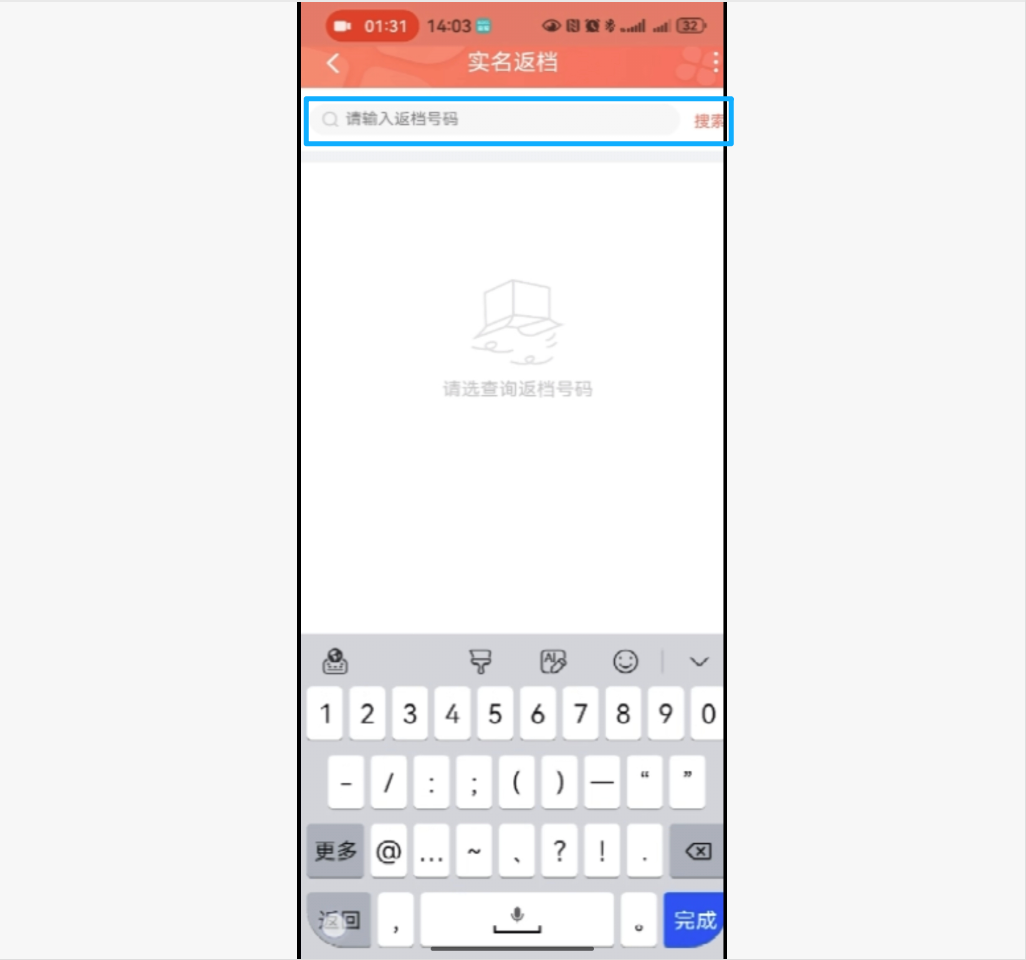 01:31 14:03 32
实名返档
请输入返档号码 搜索
请选查询返档号码
1 2 3 4 5 6 7 8 9 0
- / : ; ( ) — “ ”
更多 @ … ~ 、 ? ! .
返回 , 。 完成